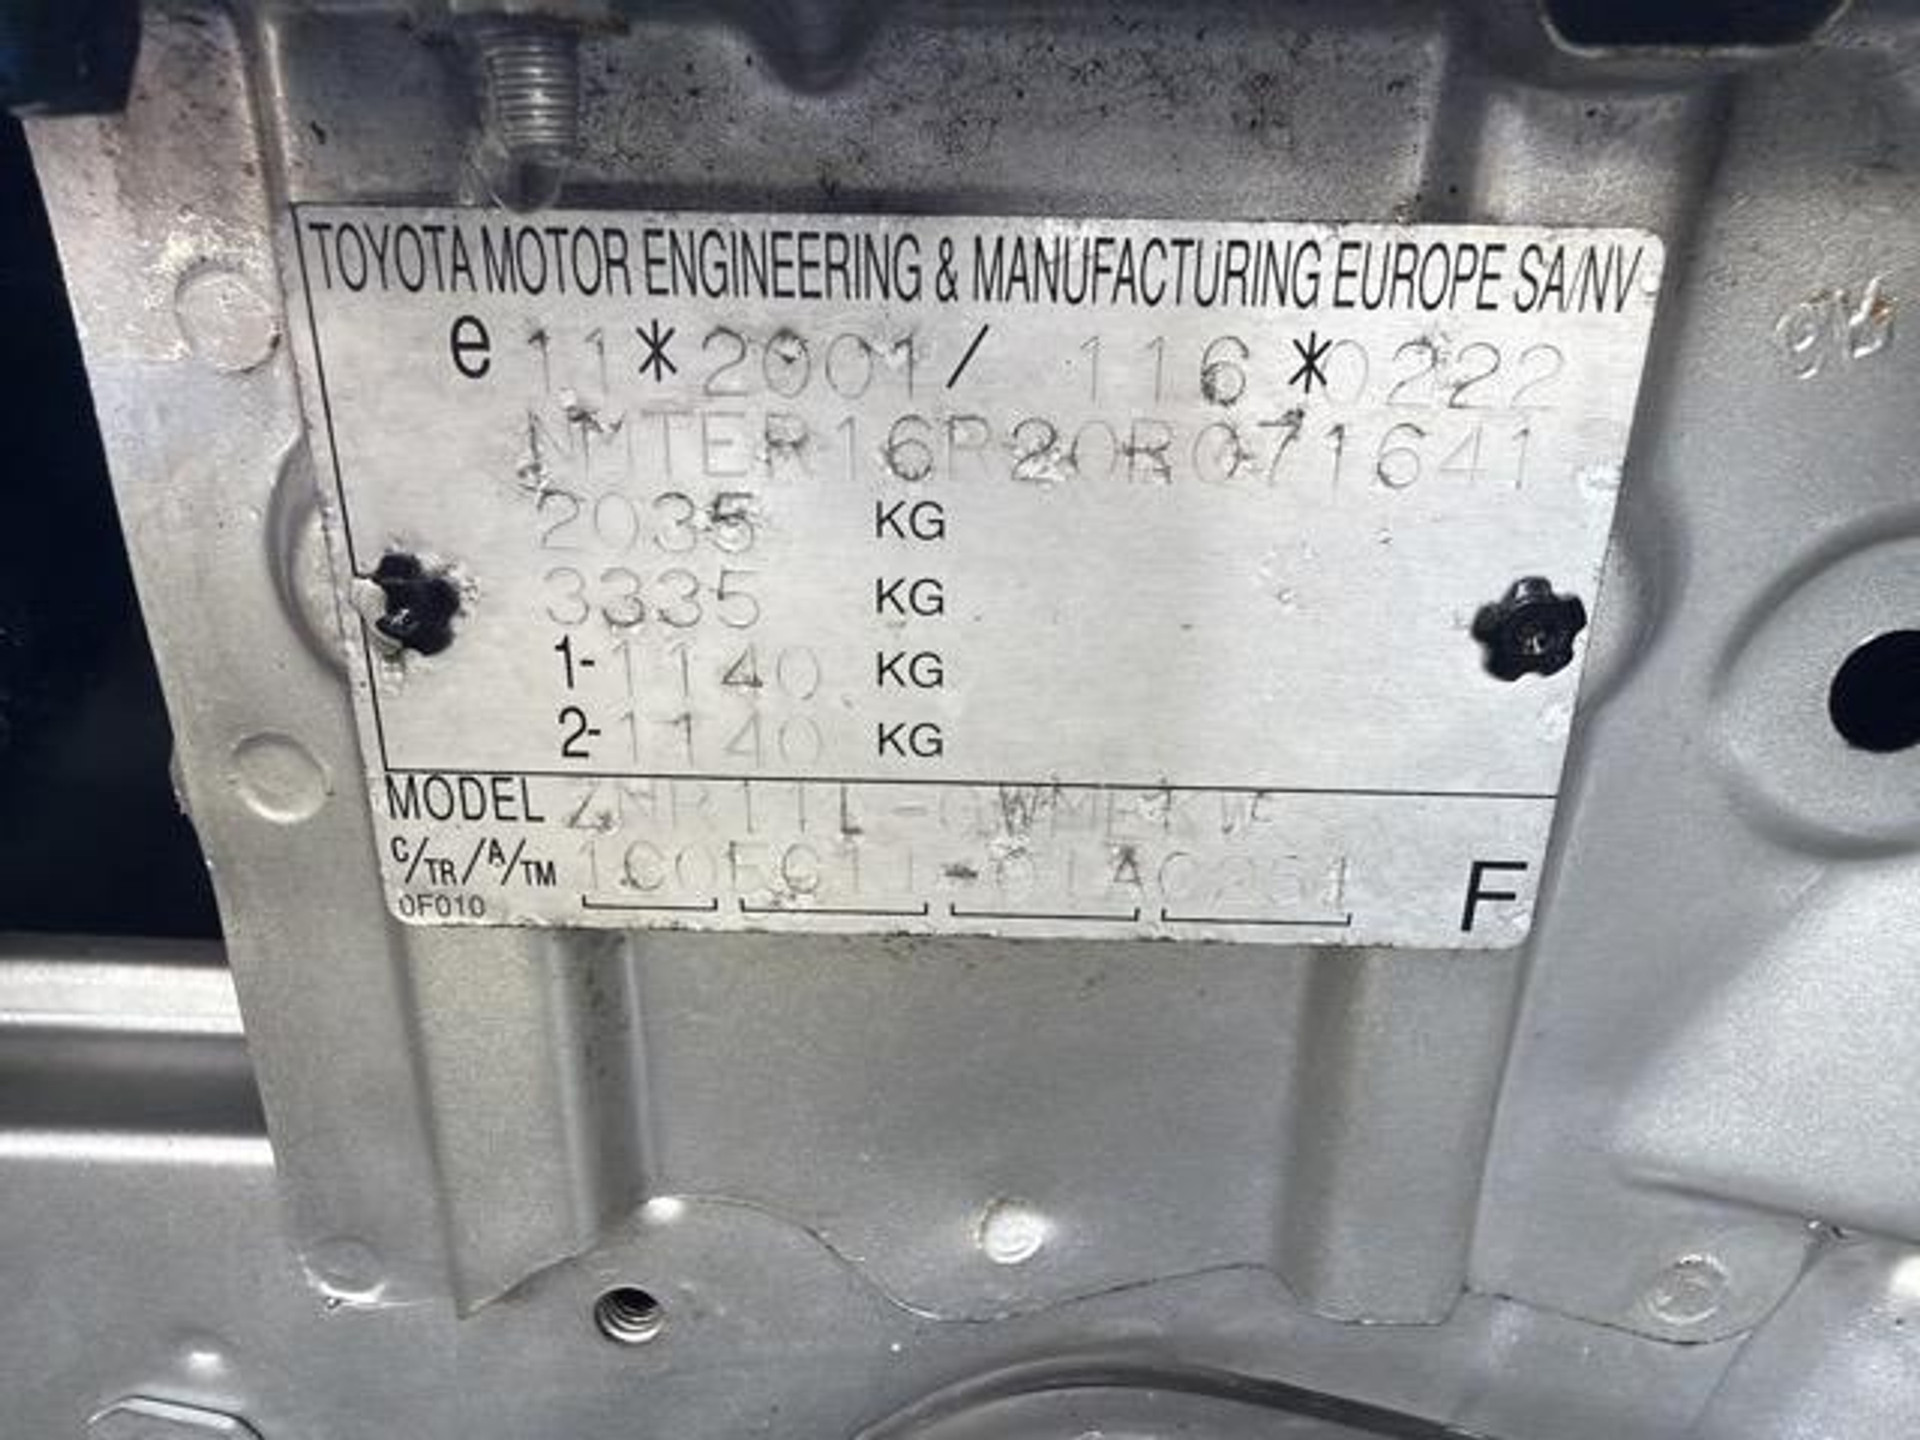 TOYOTA MOTOR ENGINEERING & MANUFACTURING EUROPE SA/NV
e 11*2001/ 116*0222
NMTER16R20R071641
2035 KG
3335 KG
1-1140 KG
2-1140 KG
MODEL
C/TR/A/TM
0F010
F